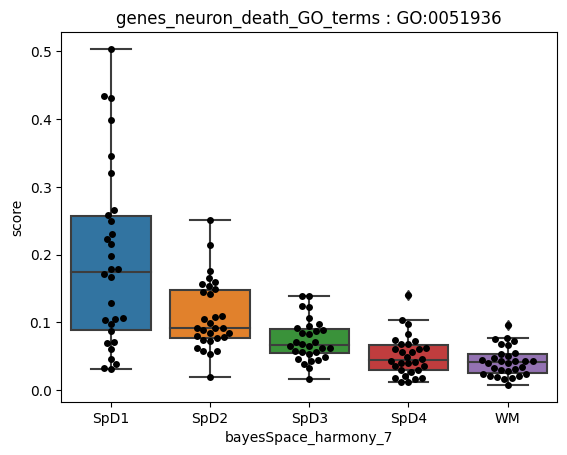 genes_neuron_death_GO_terms : GO:0051936
0.5
0.4
0.3
0.2
0.1
0.0
score
SpD1 SpD2 SpD3 SpD4 WM
bayesSpace_harmony_7